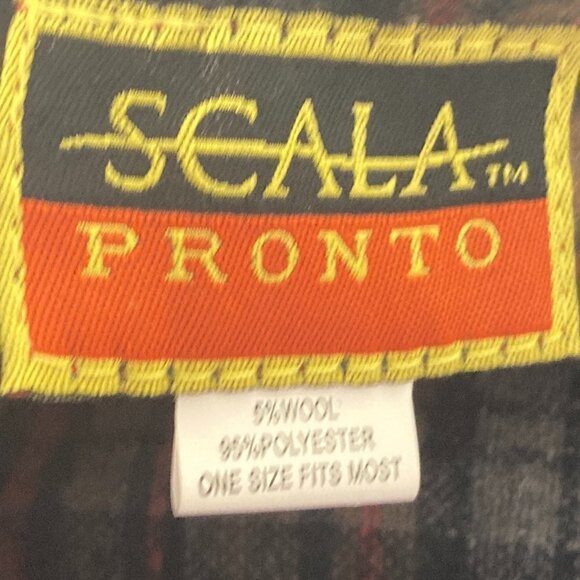 SCALA™
PRONTO
5%WOOL
95%POLYESTER
ONE SIZE FITS MOST